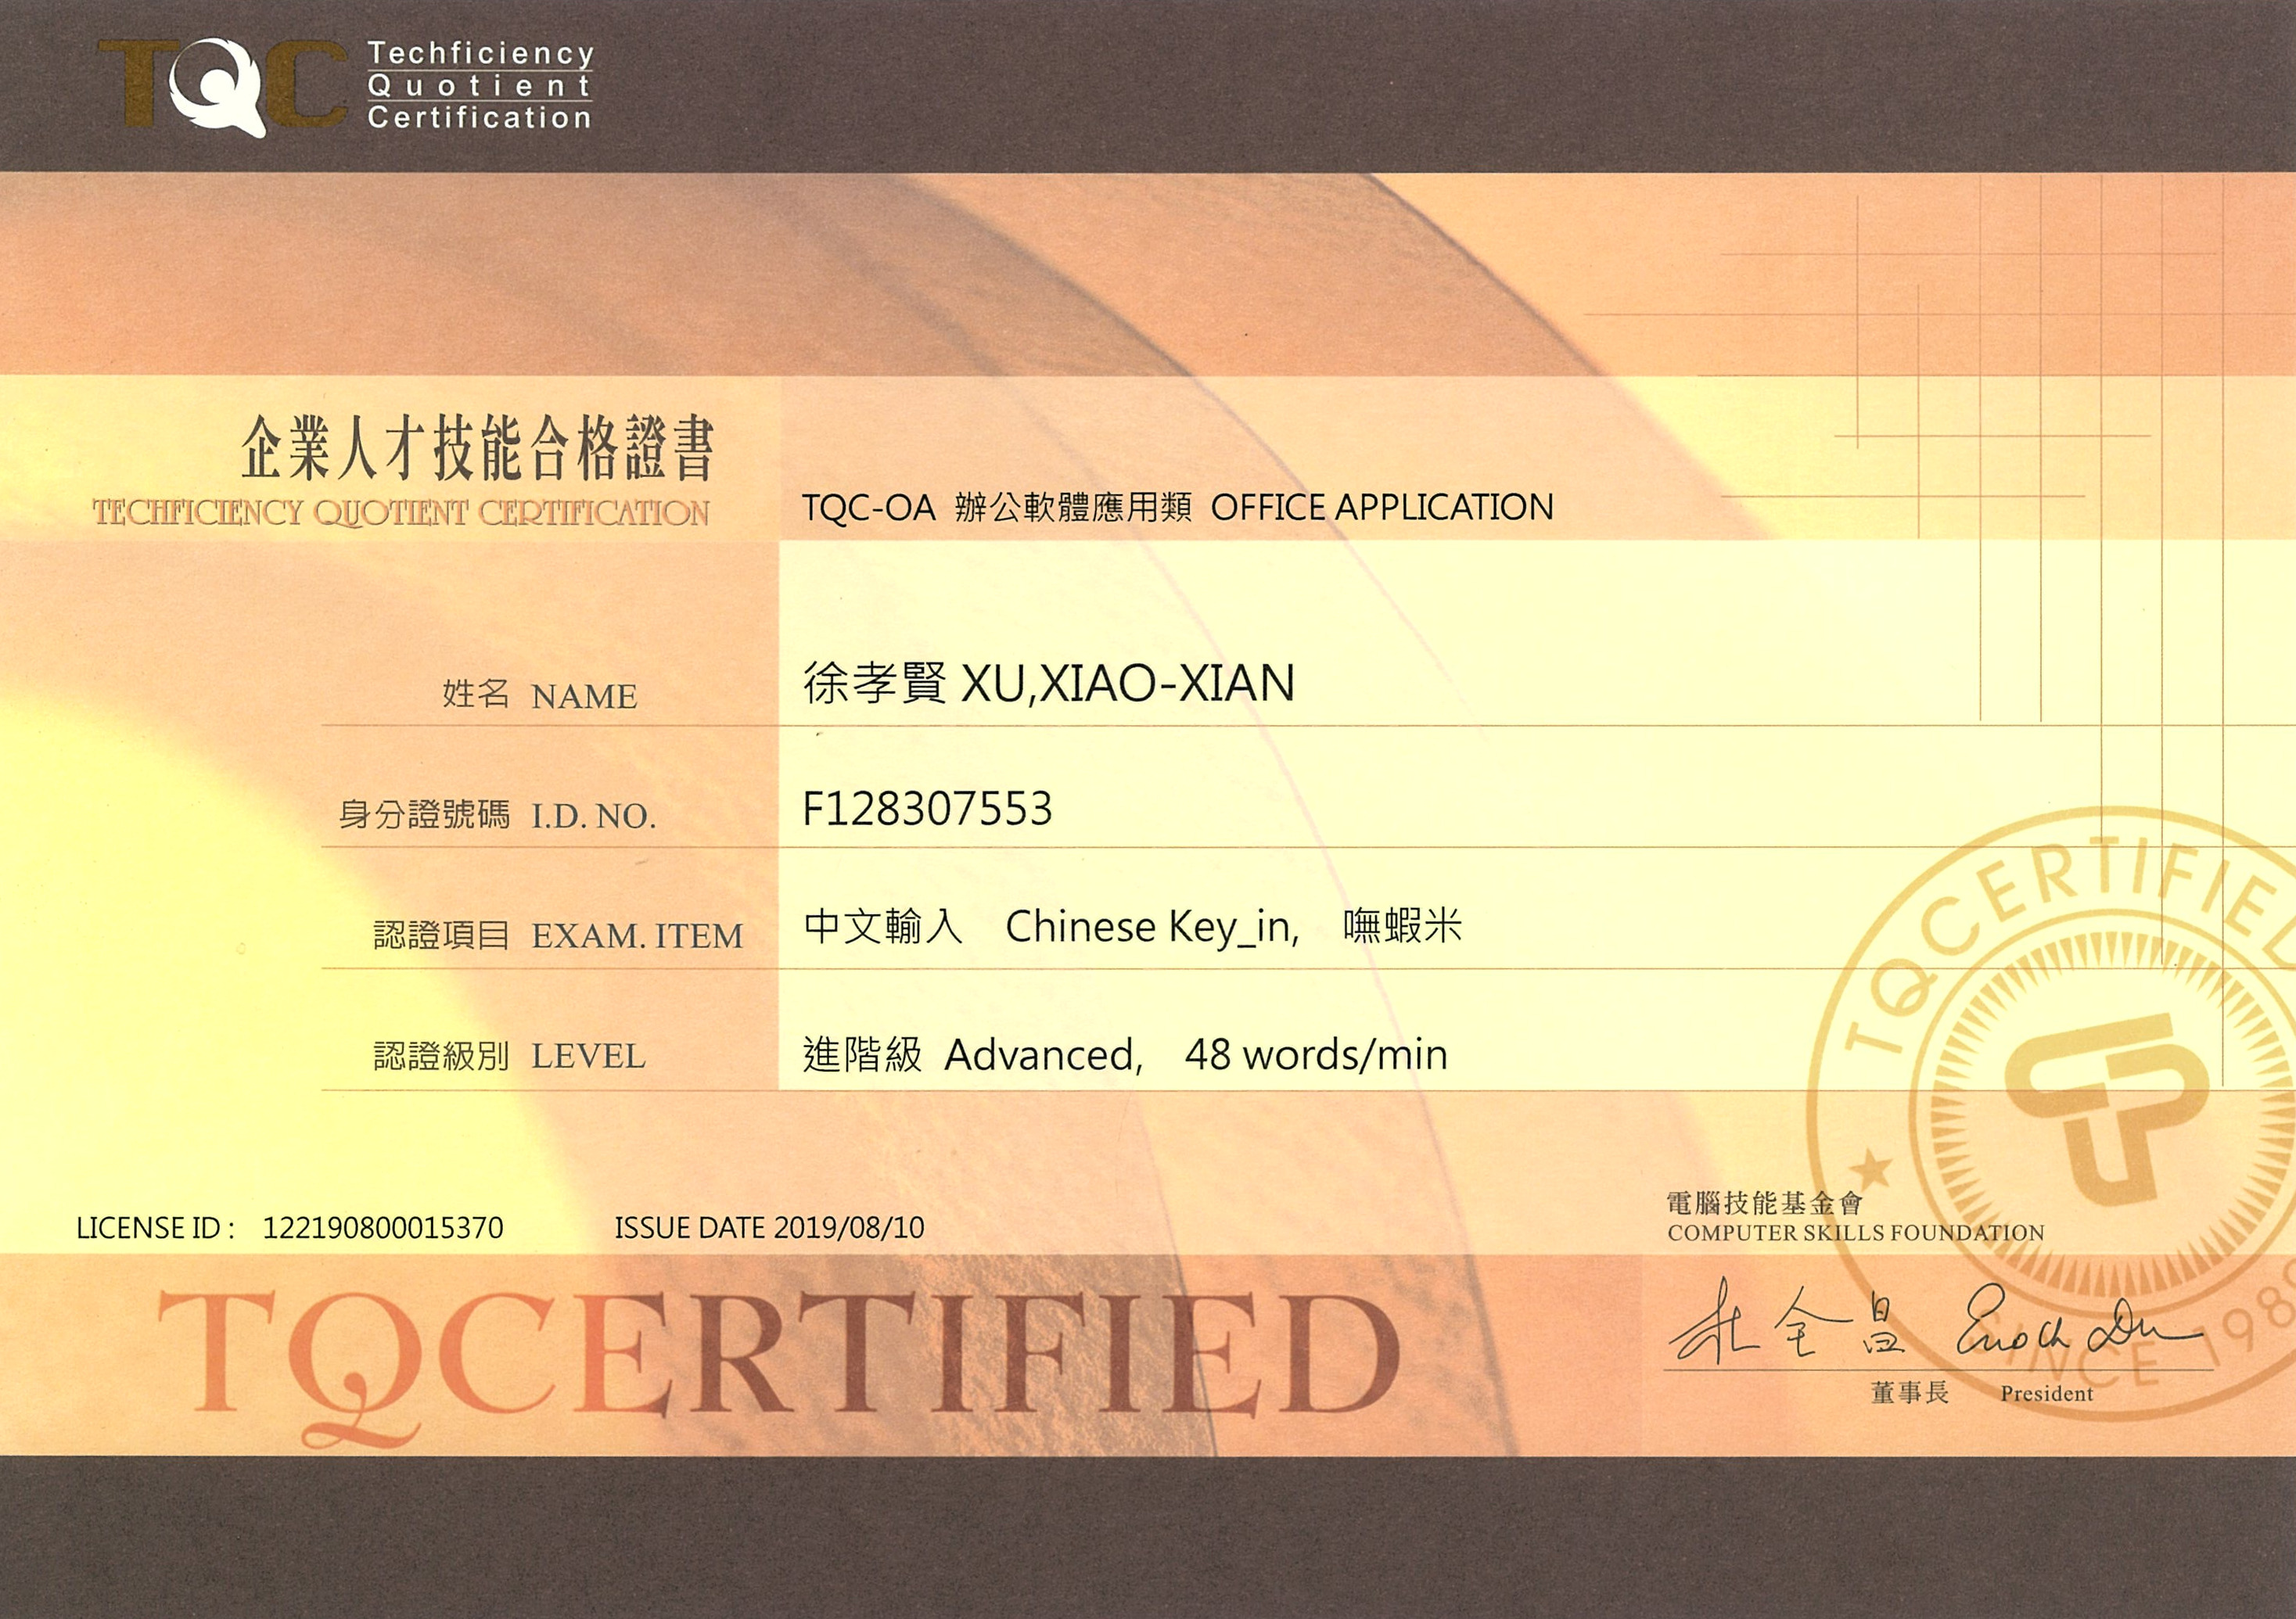 TQC Techficiency
Quotient
Certification
企業人才技能合格證書
TECHFICIENCY QUOTIENT CERTIFICATION
TQC-OA 辦公軟體應用類 OFFICE APPLICATION
姓名 NAME 徐孝賢 XU,XIAO-XIAN
身分證號碼 I.D. NO. F128307553
認證項目 EXAM. ITEM 中文輸入 Chinese Key_in, 嘸蝦米
認證級別 LEVEL 進階級 Advanced, 48 words/min
TQCERTIFIED
SINCE 198
LICENSE ID : 122190800015370 ISSUE DATE 2019/08/10
電腦技能基金會
COMPUTER SKILLS FOUNDATION
TQCERTIFIED
杜全昌 Enoch Du
董事長 President